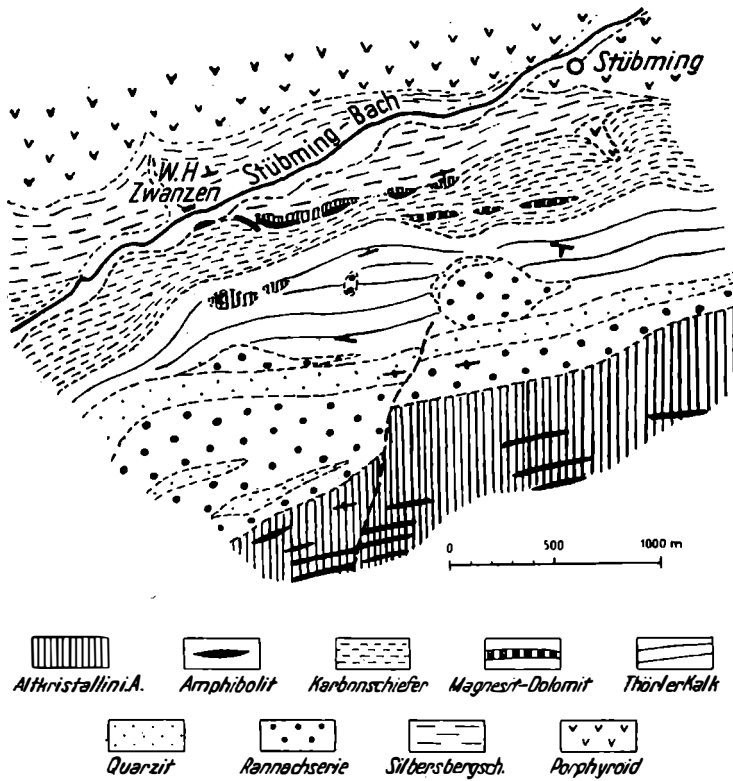 Stübming
Stübming-Bach
W.H
Zwanzen
0 500 1000 m
Altkristallin i.A. Amphibolit Karbonschiefer Magnesit-Dolomit Thörler Kalk
Quarzit Rannachserie Silbersbergsch. Porphyroid